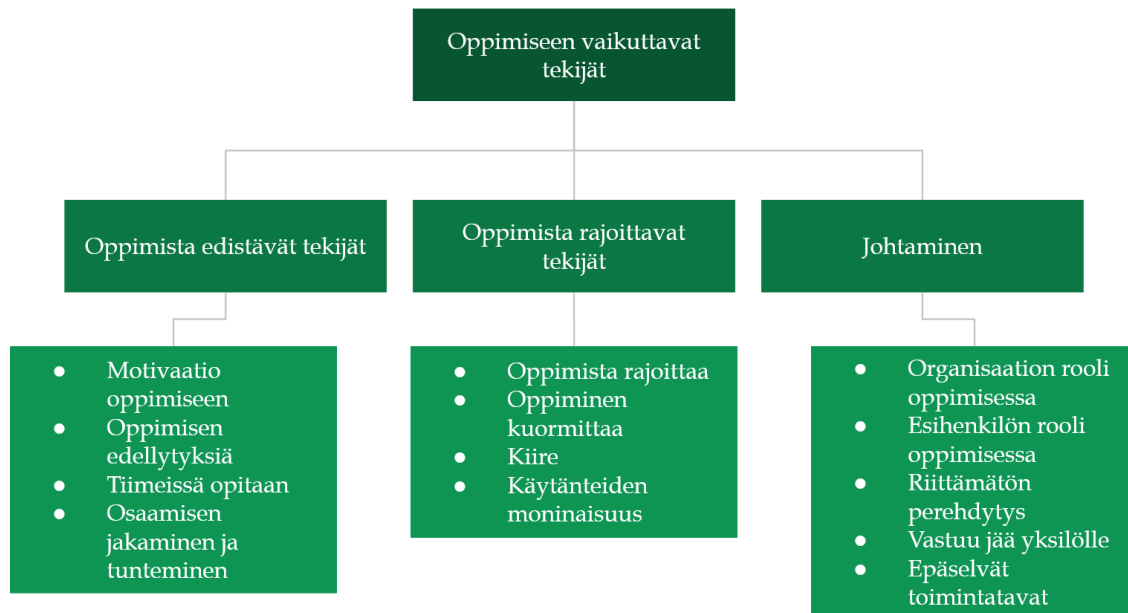 Oppimiseen vaikuttavat
tekijät
Oppimista edistävät tekijät
Oppimista rajoittavat
tekijät
Johtaminen
● Motivaatio
oppimiseen
● Oppimisen
edellytyksiä
● Tiimeissä opitaan
● Osaamisen
jakaminen ja
tunteminen
● Oppimista rajoittaa
● Oppiminen
kuormittaa
● Kiire
● Käytänteiden
moninaisuus
● Organisaation rooli
oppimisessa
● Esihenkilön rooli
oppimisessa
● Riittämätön
perehdytys
● Vastuu jää yksilölle
● Epäselvät
toimintatavat